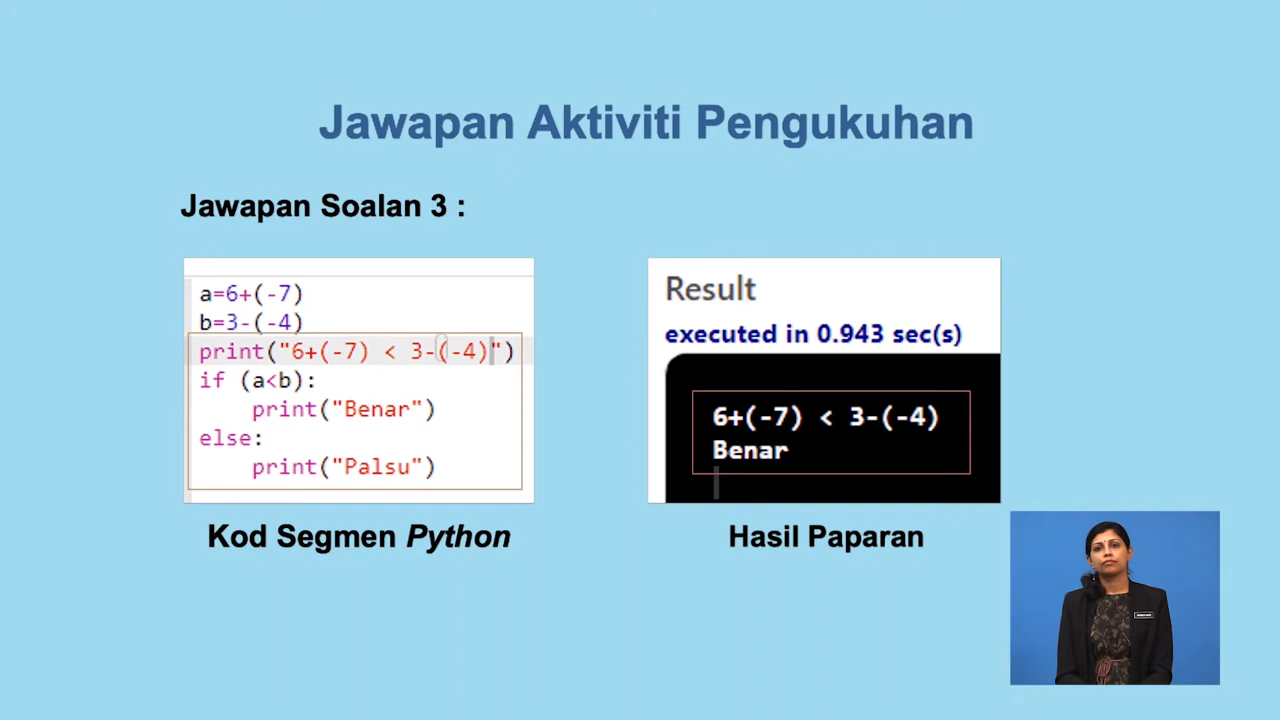 Jawapan Aktiviti Pengukuhan
Jawapan Soalan 3 :
a=6+(-7)
b=3-(-4)
print("6+(-7) < 3-(-4)")
if (a<b):
    print("Benar")
else:
    print("Palsu")
Kod Segmen Python
Result
executed in 0.943 sec(s)
6+(-7) < 3-(-4)
Benar
Hasil Paparan